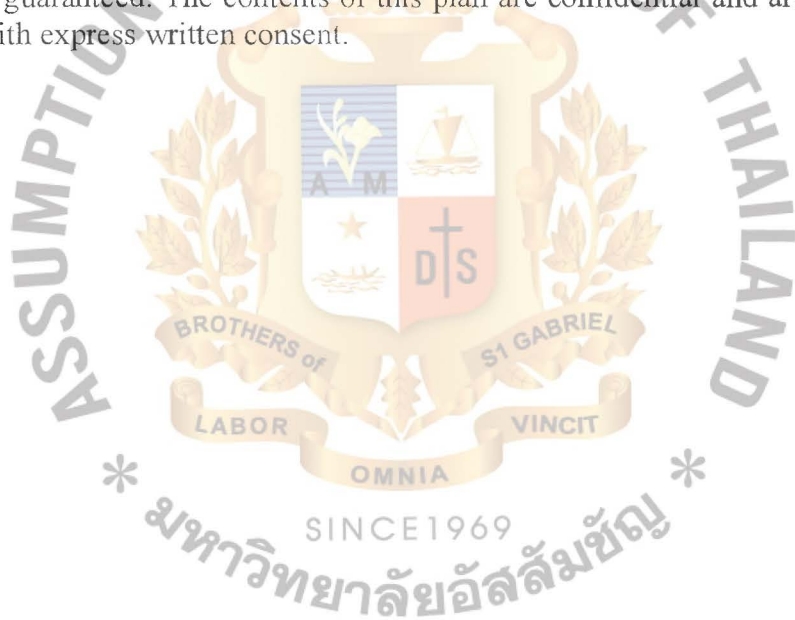 guaranteed. The contents of this plan are confidential and
ith express written consent.
ASSUMPTION
OF THAILAND
A M
D S
BROTHERS of
S1 GABRIEL
LABOR
VINCIT
OMNIA
* *
SINCE1969
มหาวิทยาลัยอัสสัมชัญ